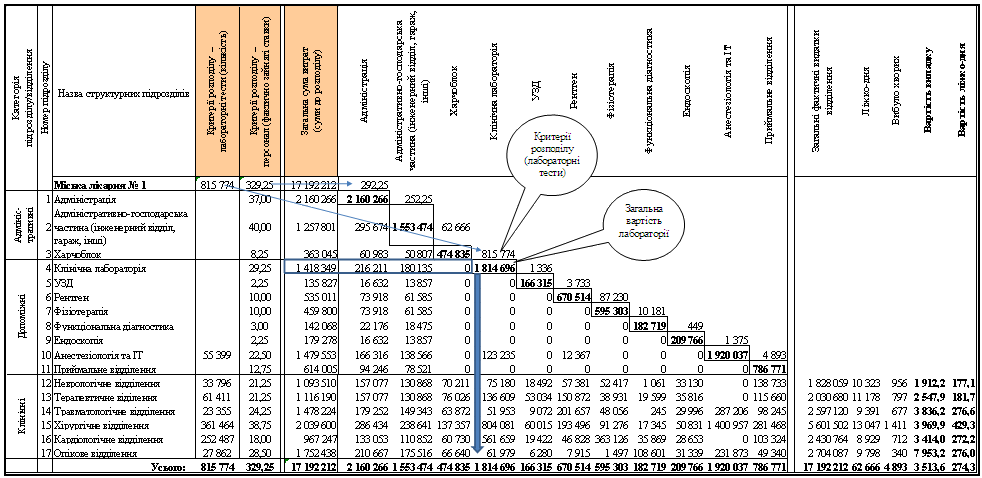 Категорія підрозділу/відділення
Номер підрозділу
Назва структурних підрозділів
Критерії розподілу – лабораторні тести (кількість)
Критерії розподілу – персонал (фактично зайняті ставки)
Загальна сума витрат (суми до розподілу)
Адміністрація
Адміністративно-господарська частина (інженерний відділ, гараж, інші)
Харчоблок
Клінічна лабораторія
УЗД
Рентген
Фізіотерапія
Функціональна діагностика
Ендоскопія
Анестезіологія та ІТ
Приймальне відділення
Загальні фактичні видатки відділення
Ліжко-дня
Вибуло хворих
Вартість випадку
Вартість ліжко-дня
Критерії розподілу (лабораторні тести)
Загальна вартість лабораторії
Міська лікарня № 1 815 774 329,25 17 192 212 292,25
Адмініс-тративні
1 Адміністрація 37,00 2 160 266 2 160 266 252,25
2 Адміністративно-господарська частина (інженерний відділ, гараж, інші) 40,00 1 257 801 295 674 1 553 474 62 666
3 Харчоблок 8,25 363 045 60 983 50 807 474 835 815 774
Допоміжні
4 Клінічна лабораторія 29,25 1 418 349 216 211 180 135 0 1 814 696 1 336
5 УЗД 2,25 135 827 16 632 13 857 0 0 166 315 3 733
6 Рентген 10,00 535 011 73 918 61 585 0 0 0 670 514 87 230
7 Фізіотерапія 10,00 459 800 73 918 61 585 0 0 0 0 595 303 10 181
8 Функціональна діагностика 3,00 142 068 22 176 18 475 0 0 0 0 0 182 719 449
9 Ендоскопія 2,25 179 278 16 632 13 857 0 0 0 0 0 0 209 766 1 375
10 Анестезіологія та ІТ 55 399 22,50 1 479 553 166 316 138 566 0 123 235 0 12 367 0 0 0 1 920 037 4 893
11 Приймальне відділення 12,75 614 005 94 246 78 521 0 0 0 0 0 0 0 0 786 771
Клінічні
12 Неврологічне відділення 33 796 21,25 1 093 510 157 077 130 868 70 211 75 180 18 492 57 381 52 417 1 061 33 130 0 138 733 1 828 059 10 323 956 1 912,2 177,1
13 Терапевтичне відділення 61 411 21,25 1 116 190 157 077 130 868 76 026 136 609 53 034 150 872 38 931 19 599 35 816 0 115 660 2 030 680 11 178 797 2 547,9 181,7
14 Травматологічне відділення 23 355 24,25 1 478 224 179 252 149 343 63 872 51 953 9 072 201 657 48 056 245 29 996 287 206 98 245 2 597 120 9 391 677 3 836,2 276,6
15 Хірургічне відділення 361 464 38,75 2 039 600 286 434 238 641 137 357 804 081 60 015 193 496 91 276 17 345 50 831 1 400 957 281 468 5 601 502 13 047 1 411 3 969,9 429,3
16 Кардіологічне відділення 252 487 18,00 967 247 133 053 110 852 60 730 561 659 19 422 46 828 363 126 35 869 28 653 0 103 324 2 430 764 8 929 712 3 414,0 272,2
17 Опікове відділення 27 862 28,50 1 742 408 210 667 175 516 66 640 61 979 6 280 7 915 1 497 108 601 31 339 231 873 49 340 2 704 087 9 798 340 7 953,2 276,0
Усього: 815 774 329,25 17 192 212 2 160 266 1 553 474 474 835 1 814 696 166 315 670 514 595 303 182 719 209 766 1 920 037 786 771 17 192 212 62 666 4 893 3 513,6 274,3